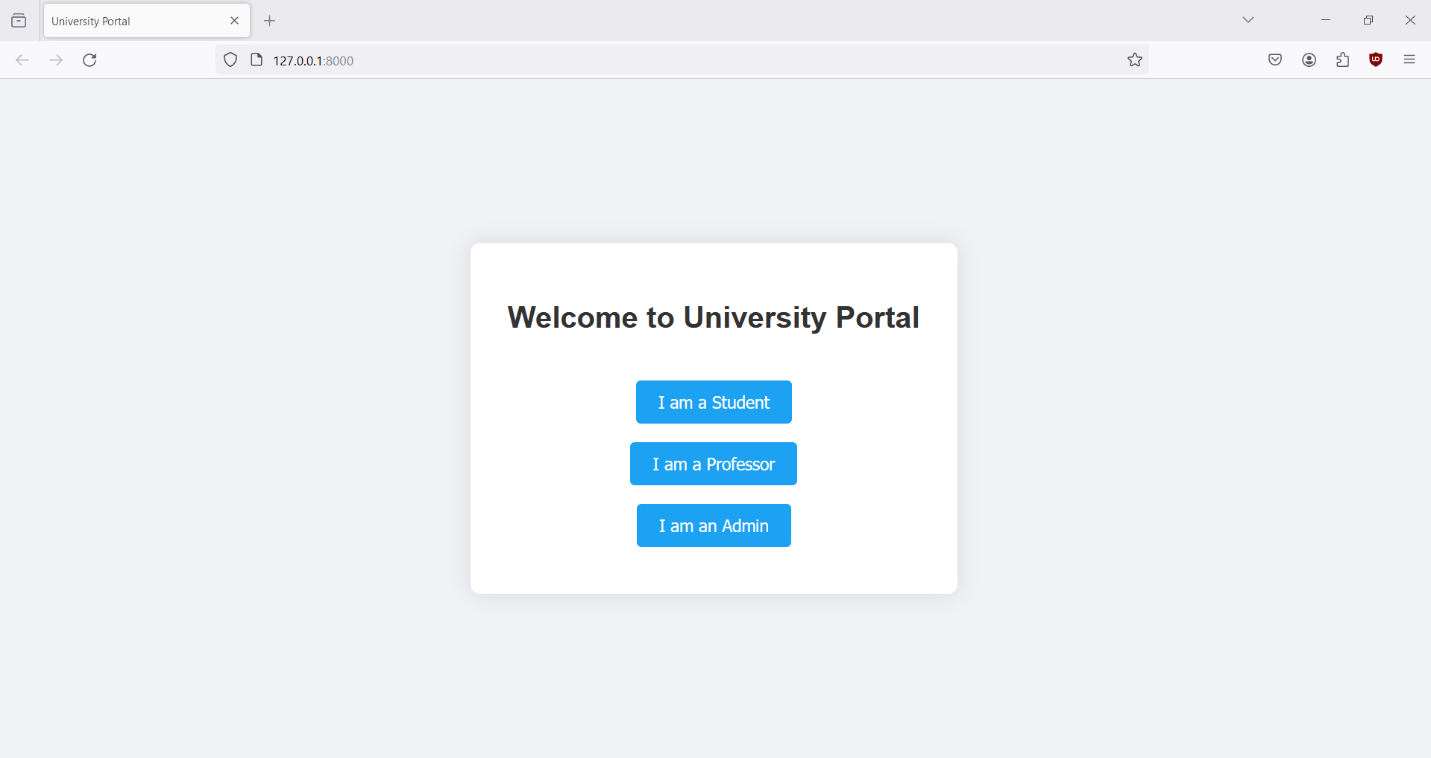 University Portal
127.0.0.1:8000
Welcome to University Portal
I am a Student
I am a Professor
I am an Admin